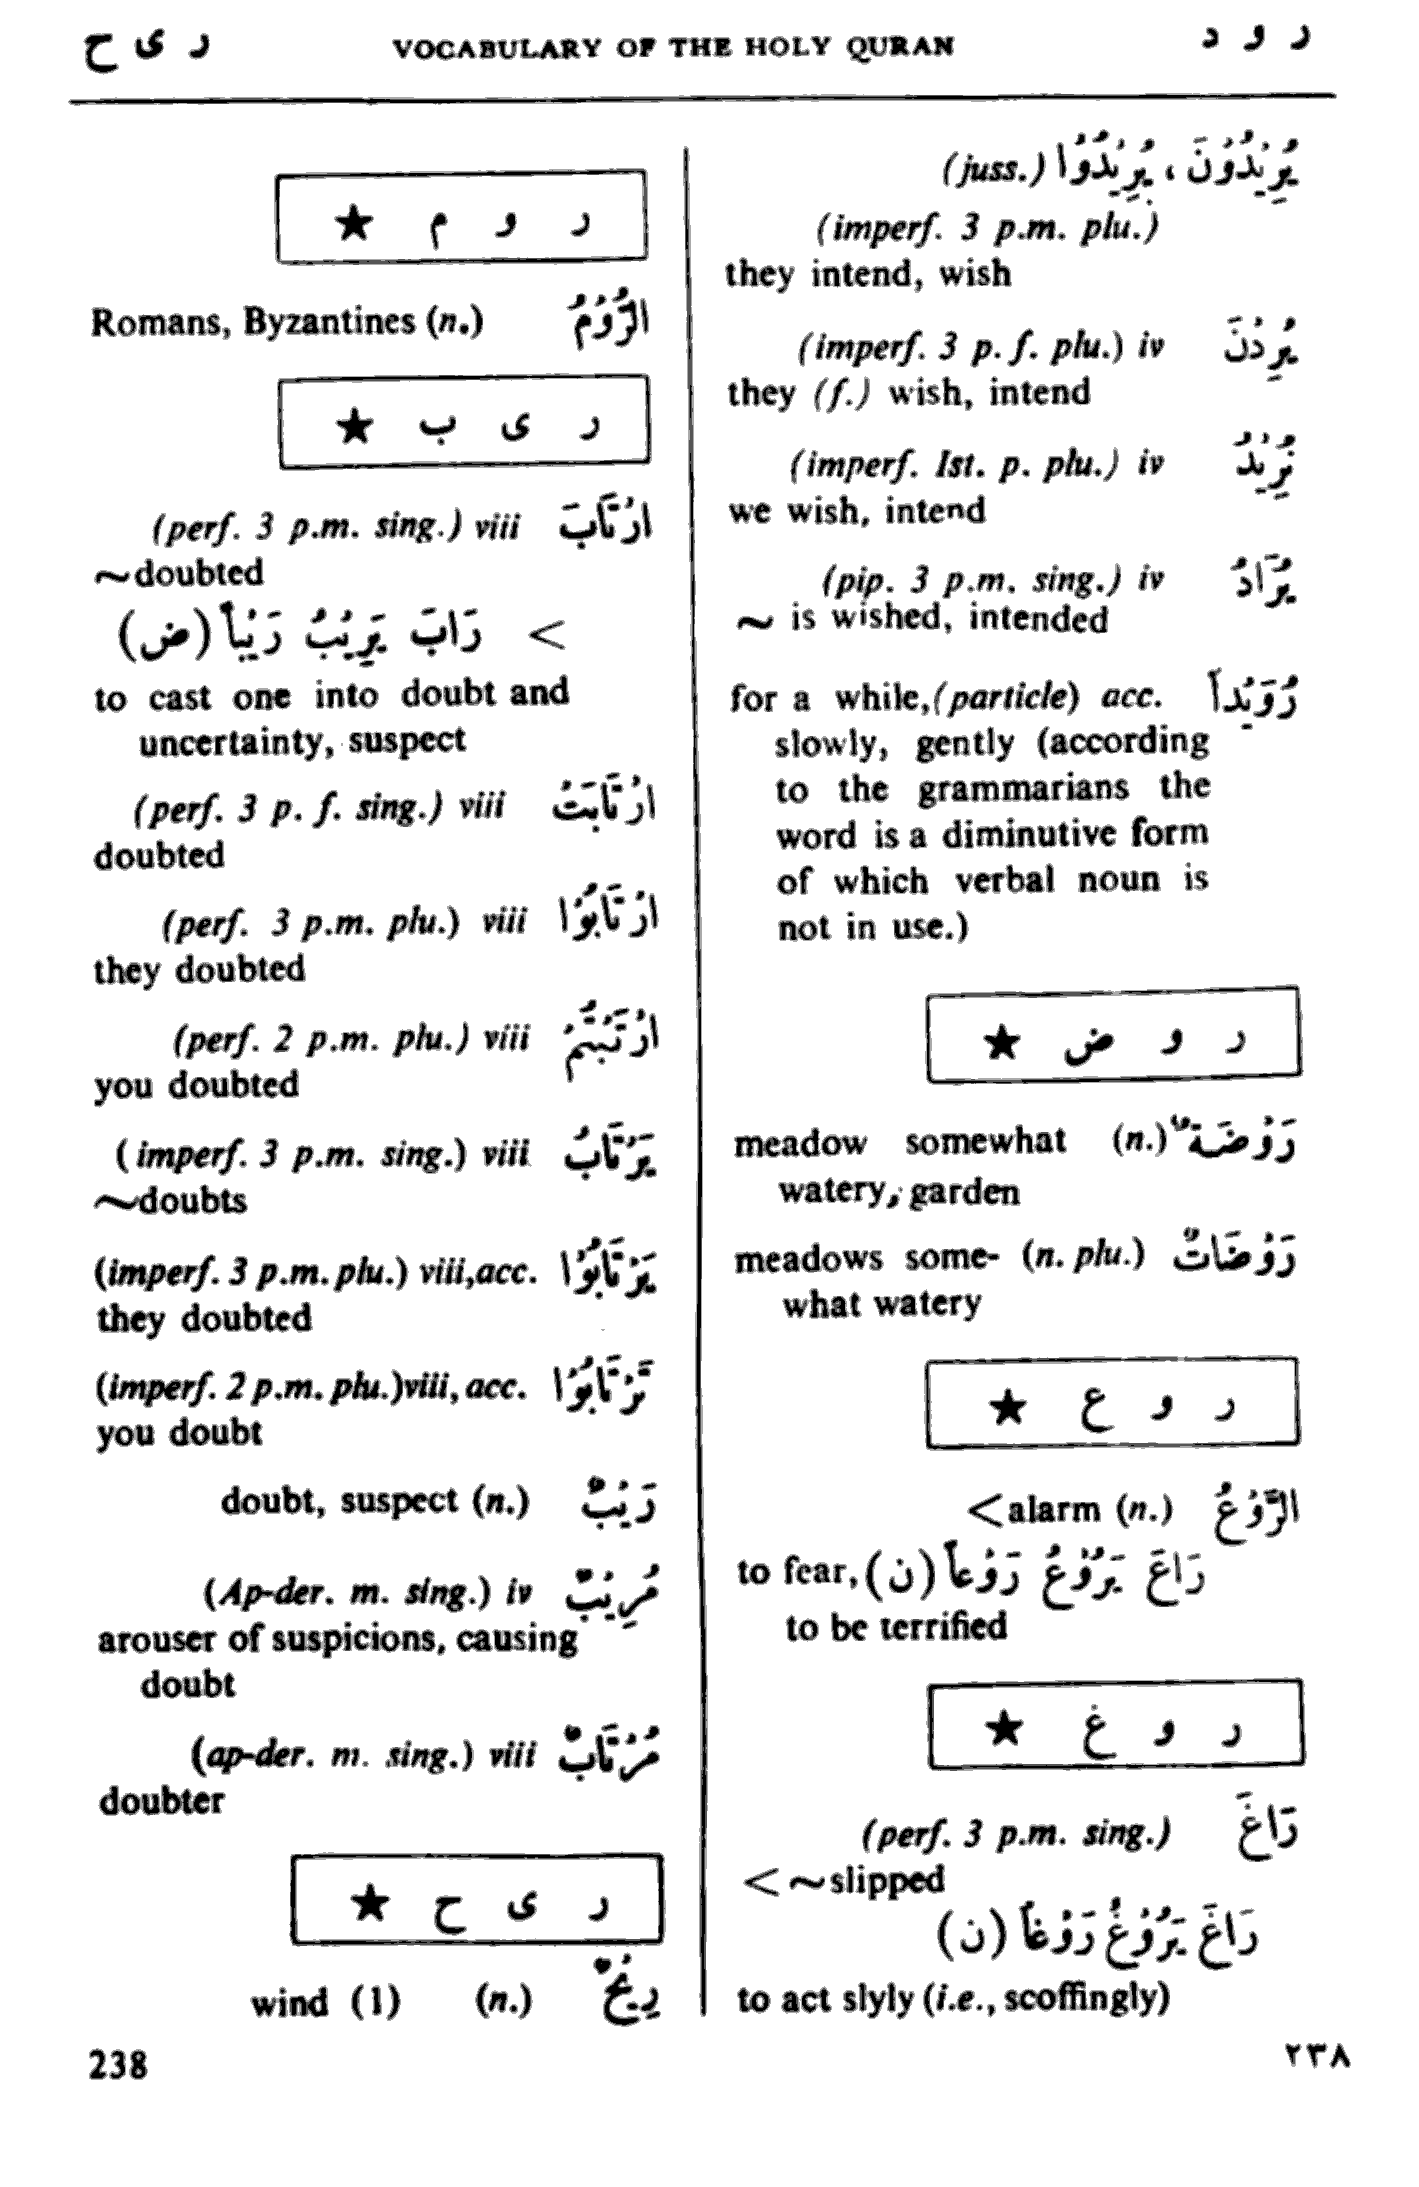 ر ى ح VOCABULARY OF THE HOLY QURAN ر و د
يُرِيْدُوْنَ ، يُرِيْدُوْا (juss.)
(imperf. 3 p.m. plu.)
they intend, wish
يُرِدْنَ (imperf. 3 p. f. plu.) iv
they (f.) wish, intend
نُرِيْدُ (imperf. Ist. p. plu.) iv
we wish, intend
يُرَادُ (pip. 3 p.m. sing.) iv
~ is wished, intended
رُوَيْداً for a while,(particle) acc.
slowly, gently (according
to the grammarians the
word is a diminutive form
of which verbal noun is
not in use.)
ر و ض ★
رَوْضَةٌ meadow somewhat (n.)
watery, garden
رَوْضَاتٌ meadows some- (n. plu.)
what watery
ر و ع ★
الرَّوْعُ <alarm (n.)
to fear, رَاعَ يَرُوْعُ رَوْعاً (ن)
to be terrified
ر و غ ★
رَاغَ (perf. 3 p.m. sing.)
< ~slipped
رَاغَ يَرُوْغُ رَوْغاً (ن)
to act slyly (i.e., scoffingly)
ر و م ★
Romans, Byzantines (n.) الرُّوْمُ
ر ى ب ★
(perf. 3 p.m. sing.) viii ارْتَابَ
~doubted
< رَابَ يَرِيْبُ رَيْباً (ض)
to cast one into doubt and
uncertainty, suspect
(perf. 3 p. f. sing.) viii ارْتَابَتْ
doubted
(perf. 3 p.m. plu.) viii ارْتَابُوْا
they doubted
(perf. 2 p.m. plu.) viii ارْتَبْتُمْ
you doubted
( imperf. 3 p.m. sing.) viii يَرْتَابُ
~doubts
(imperf. 3 p.m. plu.) viii,acc. يَرْتَابُوْا
they doubted
(imperf. 2 p.m. plu.)viii, acc. تَرْتَابُوْا
you doubt
doubt, suspect (n.) رَيْبٌ
(Ap-der. m. sing.) iv مُرِيْبٌ
arouser of suspicions, causing
doubt
(ap-der. m. sing.) viii مُرْتَابٌ
doubter
ر ى ح ★
wind (1) (n.) رِيْحٌ
238 ٢٣٨